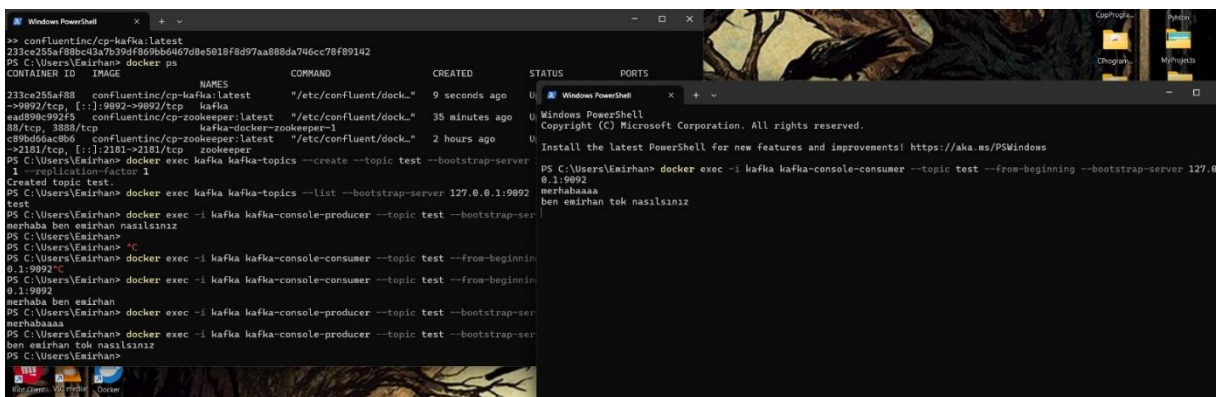 Windows PowerShell
>> confluentinc/cp-kafka:latest
233ce255af88bc43a7b39df869bb6467d8e5018f8d97aa888da746cc78f89142
PS C:\Users\Emirhan> docker ps
CONTAINER ID IMAGE COMMAND CREATED STATUS PORTS
NAMES
233ce255af88 confluentinc/cp-kafka:latest "/etc/confluent/dock…" 9 seconds ago
->9092/tcp, [::]:9092->9092/tcp kafka
ead890c992f5 confluentinc/cp-zookeeper:latest "/etc/confluent/dock…" 35 minutes ago
88/tcp, 3888/tcp kafka-docker-zookeeper-1
c89bd66ac0b6 confluentinc/cp-zookeeper:latest "/etc/confluent/dock…" 2 hours ago
->2181/tcp, [::]:2181->2181/tcp zookeeper
PS C:\Users\Emirhan> docker exec kafka kafka-topics --create --topic test --bootstrap-server
1 --replication-factor 1
Created topic test.
PS C:\Users\Emirhan> docker exec kafka kafka-topics --list --bootstrap-server 127.0.0.1:9092
test
PS C:\Users\Emirhan> docker exec -i kafka kafka-console-producer --topic test --bootstrap-ser
merhaba ben emirhan nasılsınız
PS C:\Users\Emirhan>
PS C:\Users\Emirhan> ^C
PS C:\Users\Emirhan> docker exec -i kafka kafka-console-consumer --topic test --from-beginnin
0.1:9092^C
PS C:\Users\Emirhan> docker exec -i kafka kafka-console-consumer --topic test --from-beginnin
0.1:9092
merhaba ben emirhan
PS C:\Users\Emirhan> docker exec -i kafka kafka-console-producer --topic test --bootstrap-ser
merhabaaaa
PS C:\Users\Emirhan> docker exec -i kafka kafka-console-producer --topic test --bootstrap-ser
ben emirhan tok nasılsınız
PS C:\Users\Emirhan>
Windows PowerShell
Windows PowerShell
Copyright (C) Microsoft Corporation. All rights reserved.
Install the latest PowerShell for new features and improvements! https://aka.ms/PSWindows
PS C:\Users\Emirhan> docker exec -i kafka kafka-console-consumer --topic test --from-beginning --bootstrap-server 127.0
0.1:9092
merhabaaaa
ben emirhan tok nasılsınız
CppProgra...
Pyhton
CProgram...
MyProjects
Riot Client
VLC media
Docker